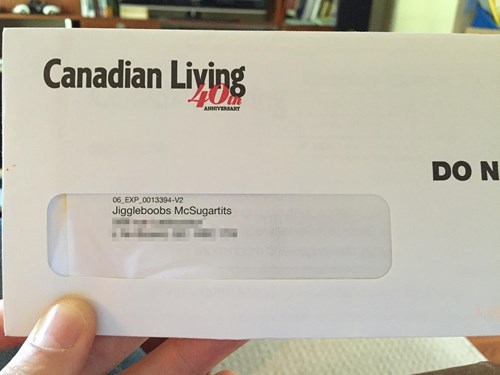 Canadian Living
40th
ANNIVERSARY
DO N
06_EXP_0013394-V2
Jiggleboobs McSugartits